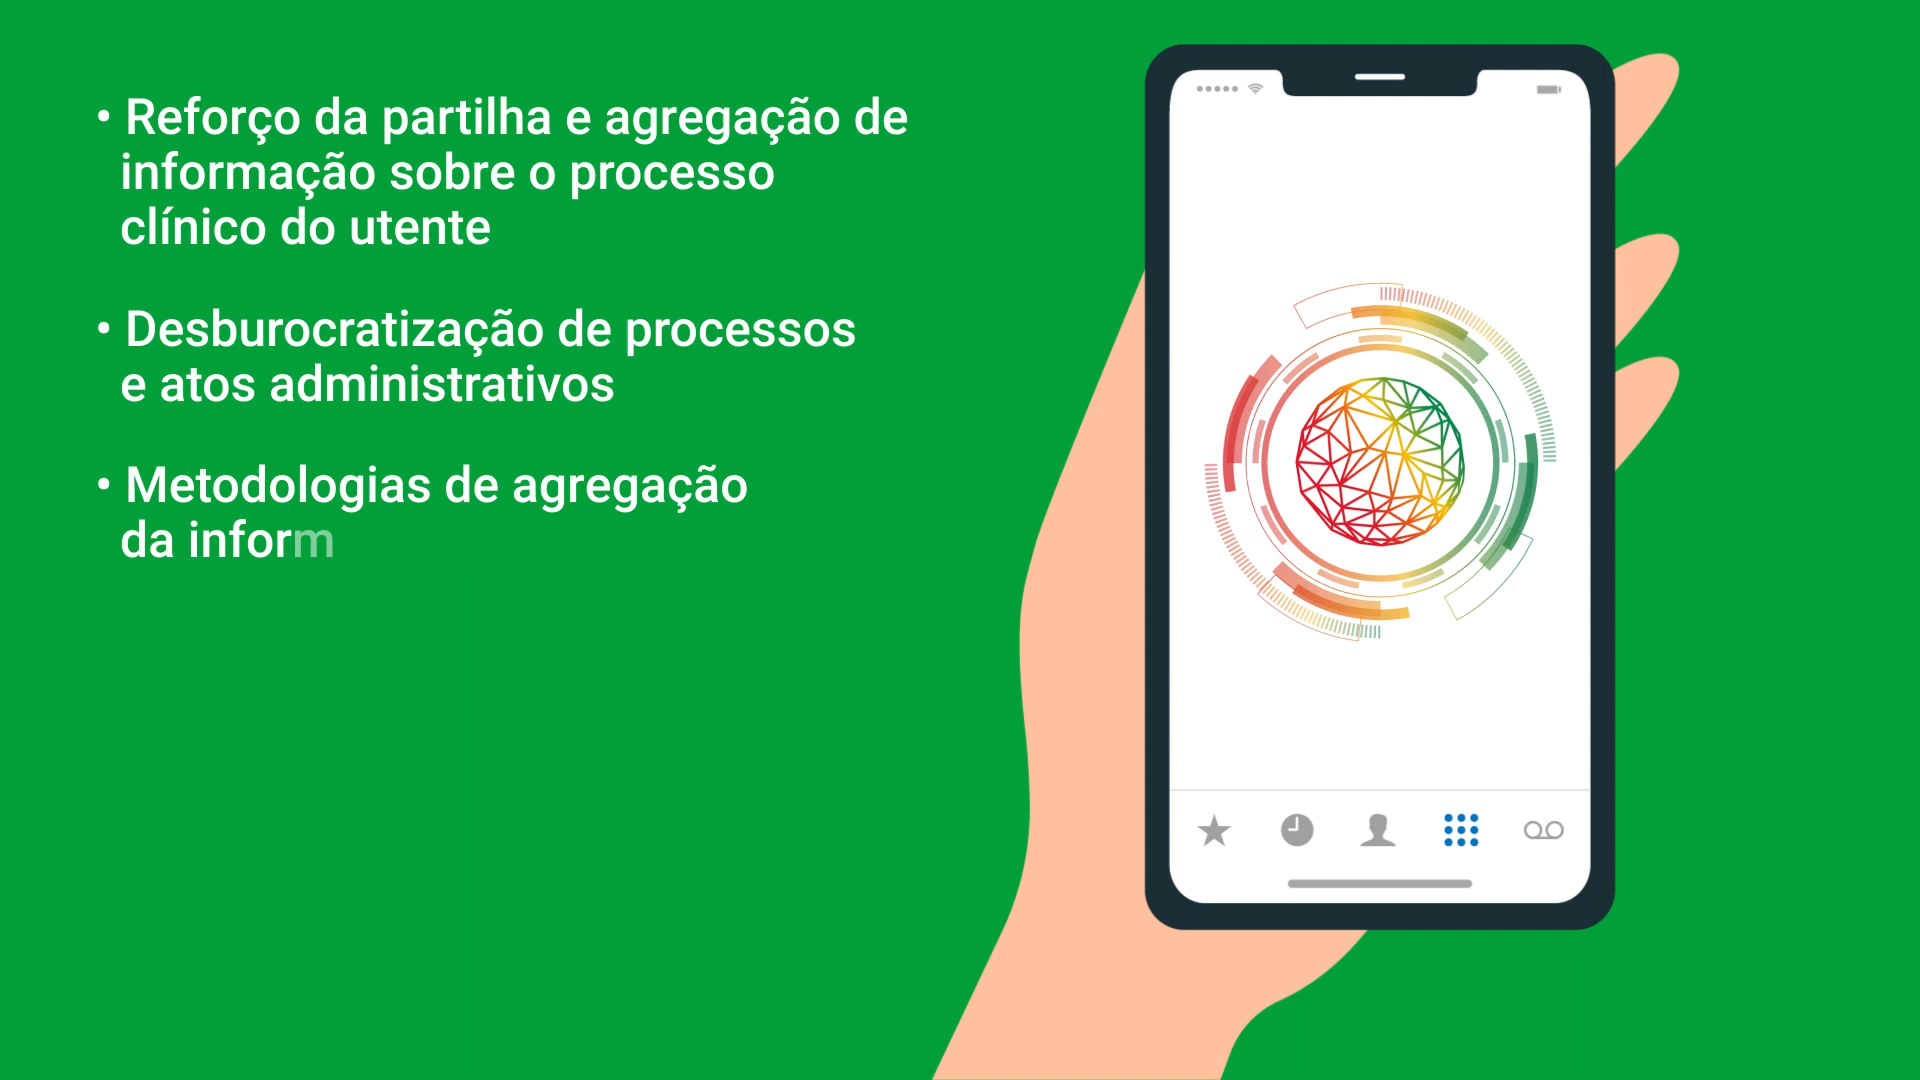 • Reforço da partilha e agregação de
informação sobre o processo
clínico do utente
• Desburocratização de processos
e atos administrativos
• Metodologias de agregação
da inform